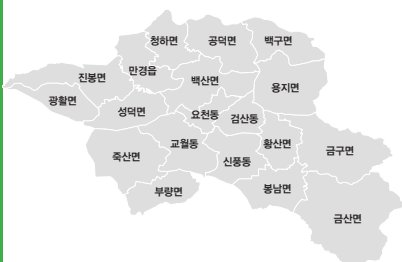 청하면 공덕면 백구면
만경읍
진봉면 백산면 용지면
광활면 성덕면 요천동 검산동
교월동 황산면 금구면
죽산면 신풍동
부량면 봉남면
금산면